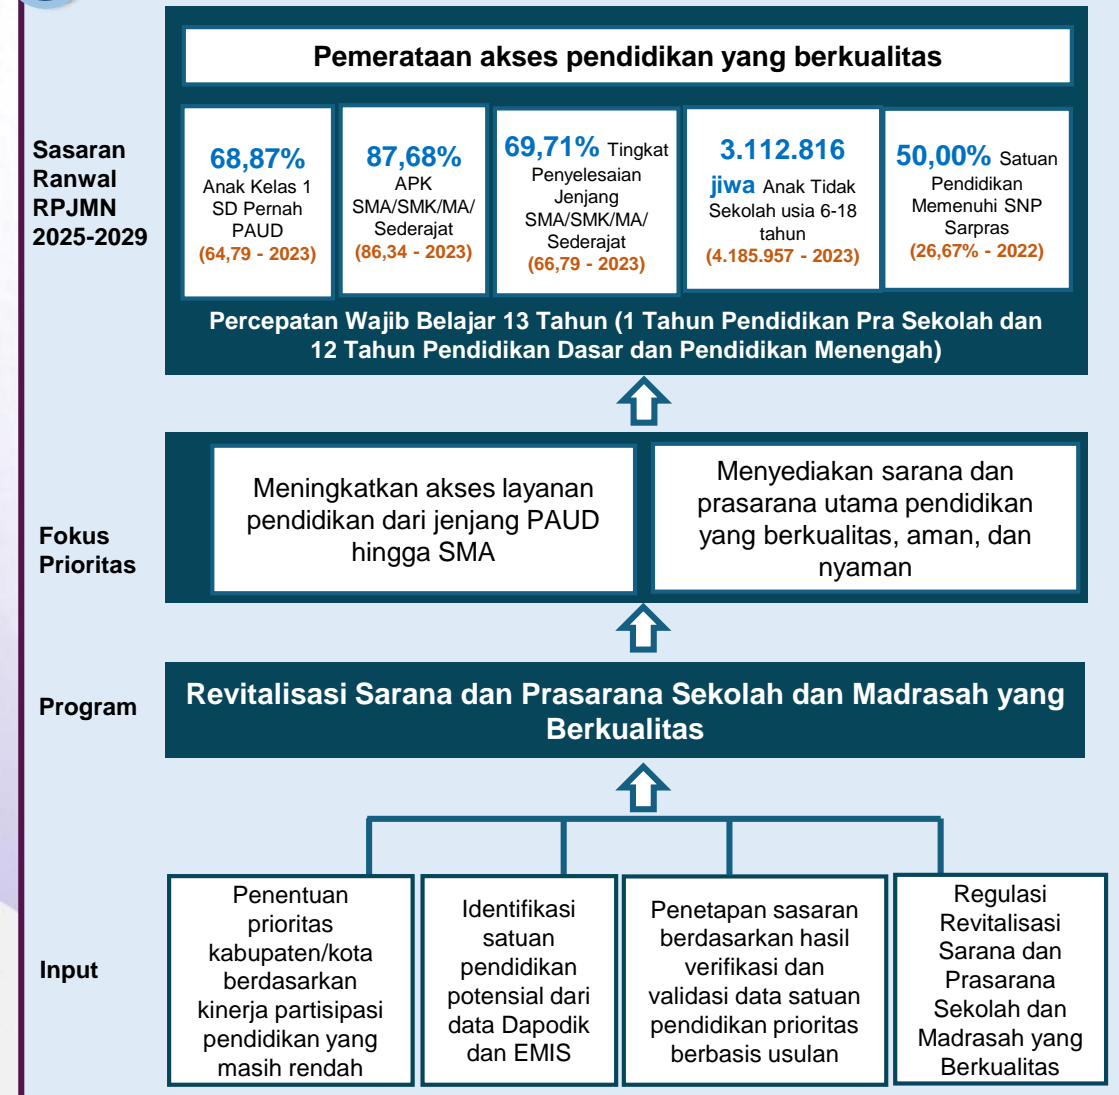 Pemerataan akses pendidikan yang berkualitas
Sasaran
Ranwal
RPJMN
2025-2029
68,87%
Anak Kelas 1
SD Pernah
PAUD
(64,79 - 2023)
87,68%
APK
SMA/SMK/MA/
Sederajat
(86,34 - 2023)
69,71% Tingkat
Penyelesaian
Jenjang
SMA/SMK/MA/
Sederajat
(66,79 - 2023)
3.112.816
jiwa Anak Tidak
Sekolah usia 6-18
tahun
(4.185.957 - 2023)
50,00% Satuan
Pendidikan
Memenuhi SNP
Sarpras
(26,67% - 2022)
Percepatan Wajib Belajar 13 Tahun (1 Tahun Pendidikan Pra Sekolah dan
12 Tahun Pendidikan Dasar dan Pendidikan Menengah)
Fokus
Prioritas
Meningkatkan akses layanan
pendidikan dari jenjang PAUD
hingga SMA
Menyediakan sarana dan
prasarana utama pendidikan
yang berkualitas, aman, dan
nyaman
Program
Revitalisasi Sarana dan Prasarana Sekolah dan Madrasah yang
Berkualitas
Input
Penentuan
prioritas
kabupaten/kota
berdasarkan
kinerja partisipasi
pendidikan yang
masih rendah
Identifikasi
satuan
pendidikan
potensial dari
data Dapodik
dan EMIS
Penetapan sasaran
berdasarkan hasil
verifikasi dan
validasi data satuan
pendidikan prioritas
berbasis usulan
Regulasi
Revitalisasi
Sarana dan
Prasarana
Sekolah dan
Madrasah yang
Berkualitas